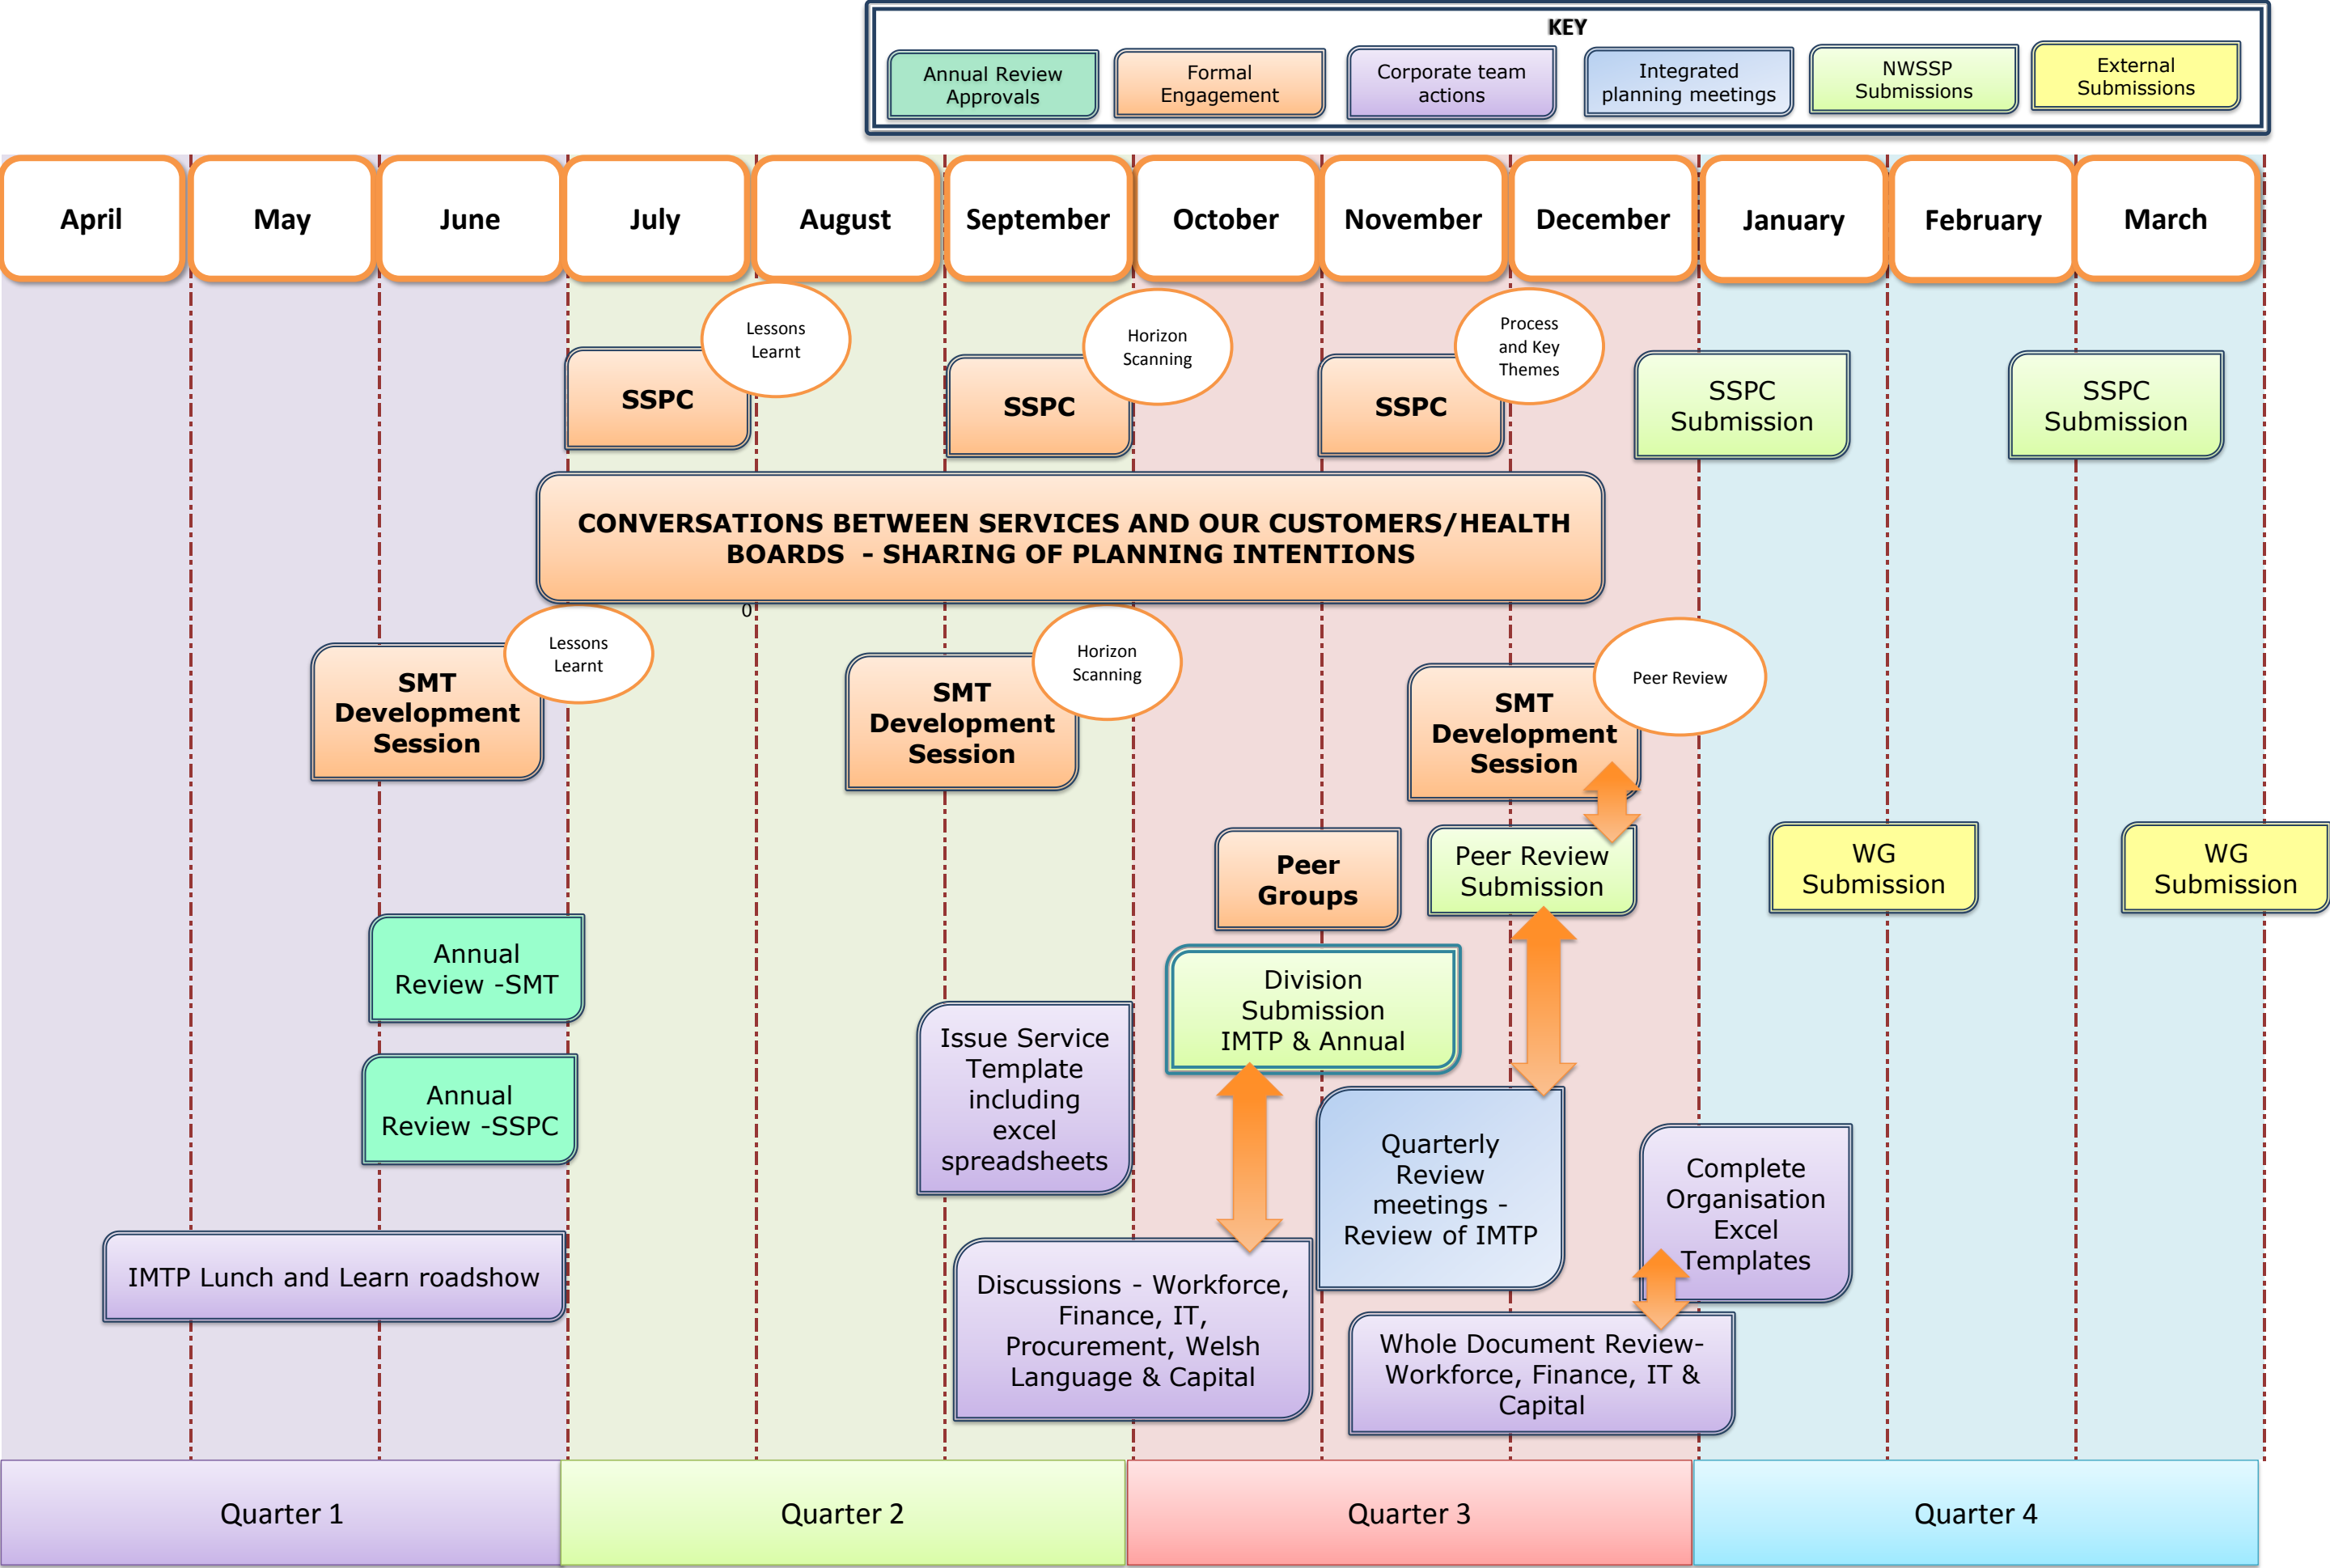 KEY
Annual Review
Approvals
Formal
Engagement
Corporate team
actions
Integrated
planning meetings
NWSSP
Submissions
External
Submissions
April
May
June
July
August
September
October
November
December
January
February
March
Lessons
Learnt
SSPC
Horizon
Scanning
SSPC
Process
and Key
Themes
SSPC
SSPC
Submission
SSPC
Submission
CONVERSATIONS BETWEEN SERVICES AND OUR CUSTOMERS/HEALTH
BOARDS - SHARING OF PLANNING INTENTIONS
0
Lessons
Learnt
SMT
Development
Session
Horizon
Scanning
SMT
Development
Session
Peer Review
SMT
Development
Session
Peer
Groups
Peer Review
Submission
WG
Submission
WG
Submission
Annual
Review -SMT
Division
Submission
IMTP & Annual
Issue Service
Template
including
excel
spreadsheets
Annual
Review -SSPC
Quarterly
Review
meetings -
Review of IMTP
Complete
Organisation
Excel
Templates
IMTP Lunch and Learn roadshow
Discussions - Workforce,
Finance, IT,
Procurement, Welsh
Language & Capital
Whole Document Review-
Workforce, Finance, IT &
Capital
Quarter 1
Quarter 2
Quarter 3
Quarter 4